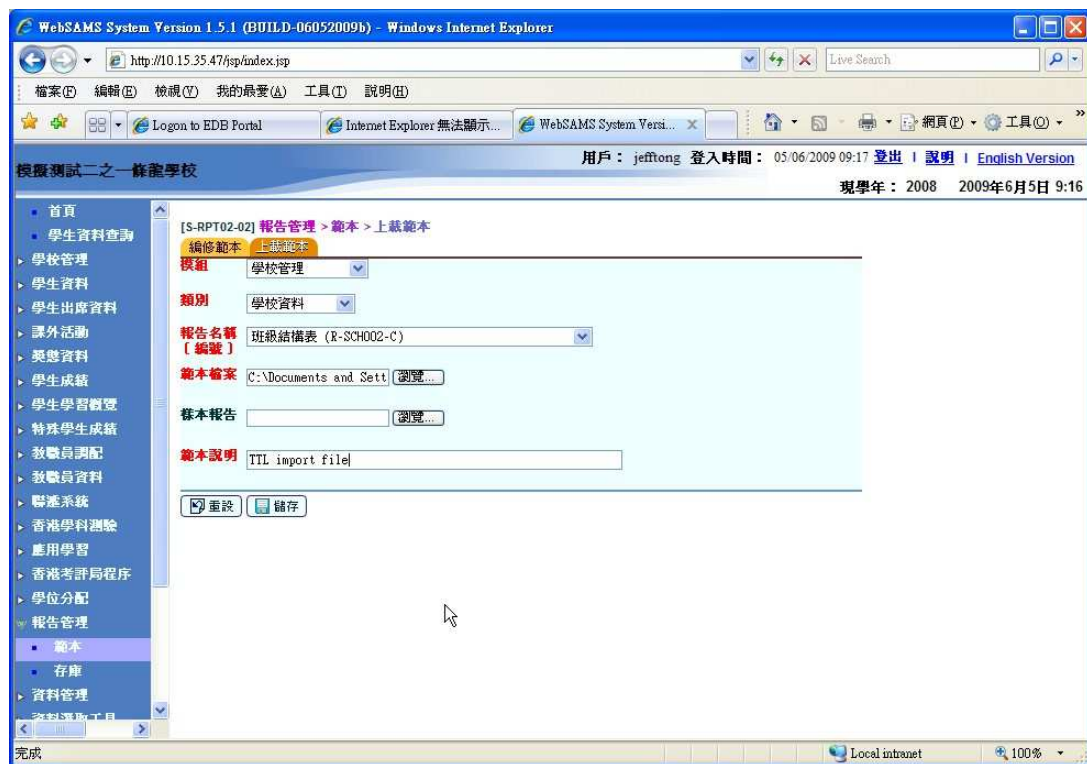 WebSAMS System Version 1.5.1 (BUILD-06052009b) - Windows Internet Explorer
http://10.15.35.47/jsp/index.jsp
Live Search
檔案(F) 編輯(E) 檢視(V) 我的最愛(A) 工具(T) 說明(H)
Logon to EDB Portal
Internet Explorer 無法顯示...
WebSAMS System Versi...
網頁(P)
工具(O)
模擬測試二之一條龍學校
用戶： jefftong 登入時間： 05/06/2009 09:17 登出 | 說明 | English Version
現學年： 2008 2009年6月5日 9:16
首頁
學生資料查詢
學校管理
學生資料
學生出席資料
課外活動
獎懲資料
學生成績
學生學習概覽
特殊學生成績
教職員調配
教職員資料
聯遞系統
香港學科測驗
應用學習
香港考評局程序
學位分配
報告管理
範本
存庫
資料管理
資料選取工具
[S-RPT02-02] 報告管理 > 範本 > 上載範本
編修範本 上載範本
模組 學校管理
類別 學校資料
報告名稱 班級結構表 (R-SCH002-C)
〔編號〕
範本檔案 C:\Documents and Sett 瀏覽...
樣本報告 瀏覽...
範本說明 TTL import file
重設 儲存
完成
Local intranet
100%